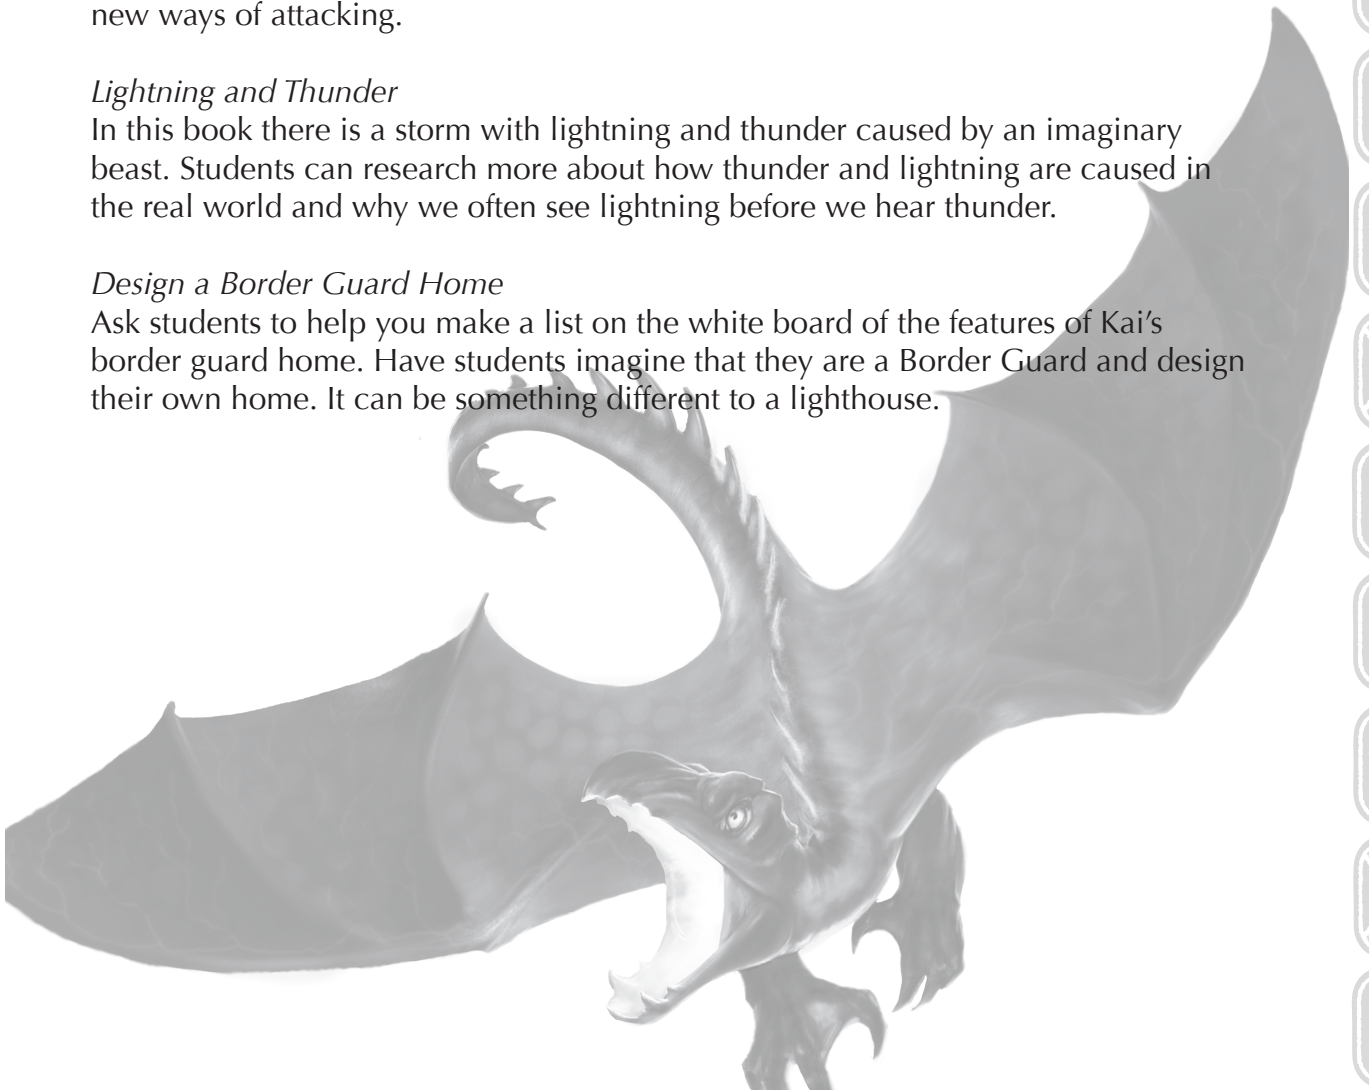 new ways of attacking.
Lightning and Thunder
In this book there is a storm with lightning and thunder caused by an imaginary
beast. Students can research more about how thunder and lightning are caused in
the real world and why we often see lightning before we hear thunder.
Design a Border Guard Home
Ask students to help you make a list on the white board of the features of Kai’s
border guard home. Have students imagine that they are a Border Guard and design
their own home. It can be something different to a lighthouse.